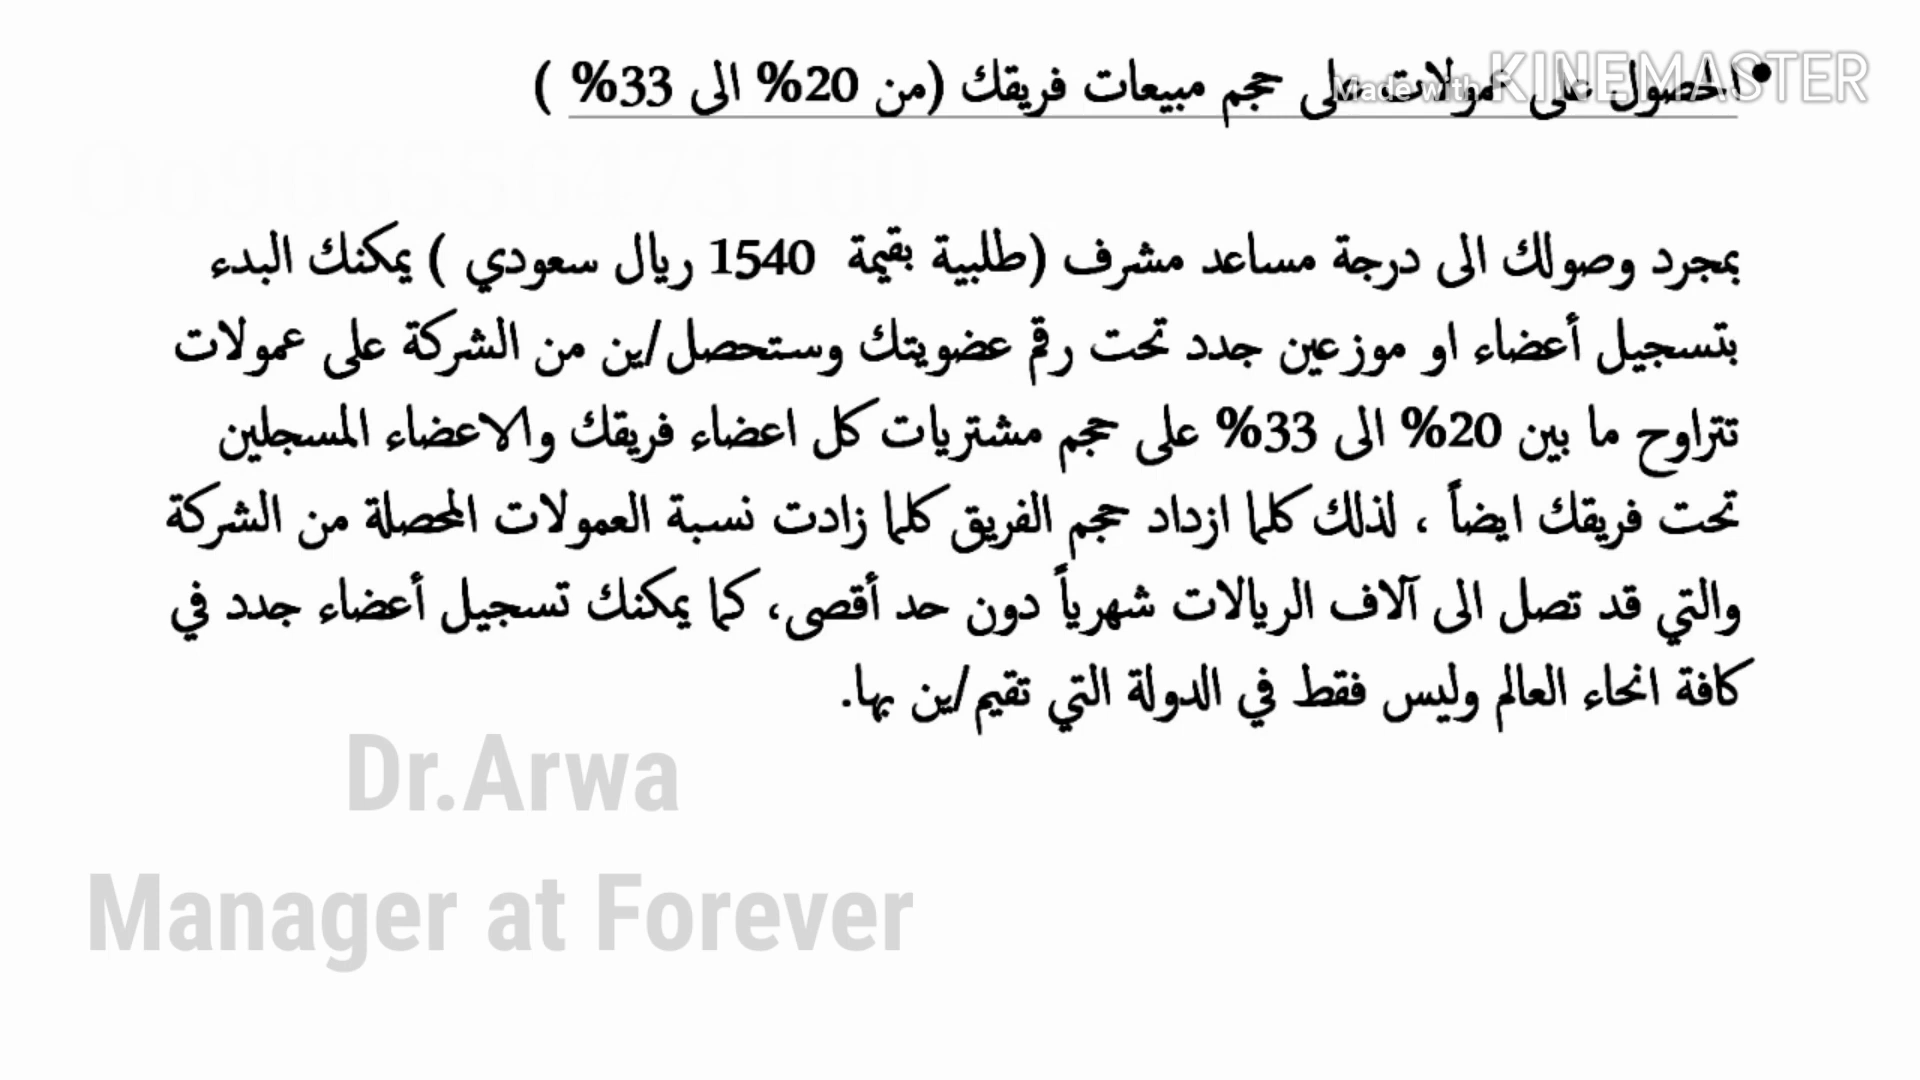 • الحصول على عمولات على حجم مبيعات فريقك (من 20% الى 33% )
Made with KINEMASTER
Oo966556473160
بمجرد وصولك الى درجة مساعد مشرف (طلبية بقيمة 1540 ريال سعودي ) يمكنك البدء
بتسجيل أعضاء او موزعين جدد تحت رقم عضويتك وستحصل/ين من الشركة على عمولات
تتراوح ما بين 20% الى 33% على حجم مشتريات كل اعضاء فريقك والاعضاء المسجلين
تحت فريقك ايضاً ، لذلك كلما ازداد حجم الفريق كلما زادت نسبة العمولات المحصلة من الشركة
والتي قد تصل الى آلاف الريالات شهرياً دون حد أقصى، كما يمكنك تسجيل أعضاء جدد في
كافة انحاء العالم وليس فقط في الدولة التي تقيم/ين بها.
Dr.Arwa
Manager at Forever